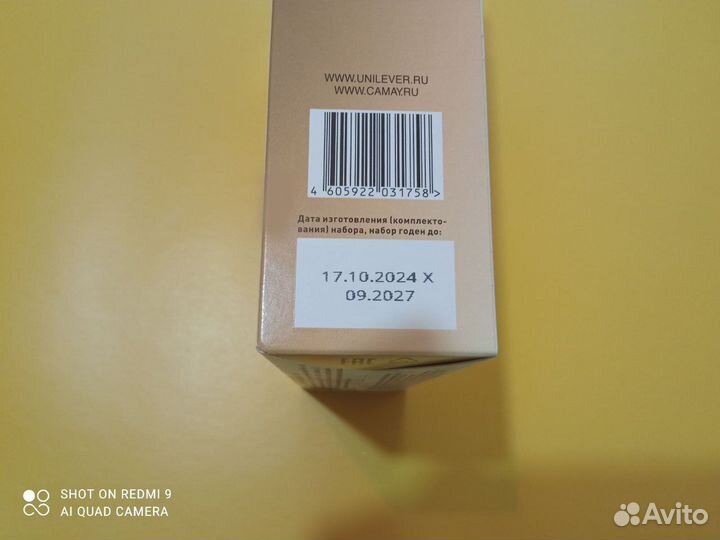 WWW.UNILEVER.RU
WWW.CAMAY.RU
4 605922 031758>
Дата изготовления (комплекто-
вания) набора, набор годен до:
17.10.2024 X
09.2027
EAC
SHOT ON REDMI 9
AI QUAD CAMERA
Avito